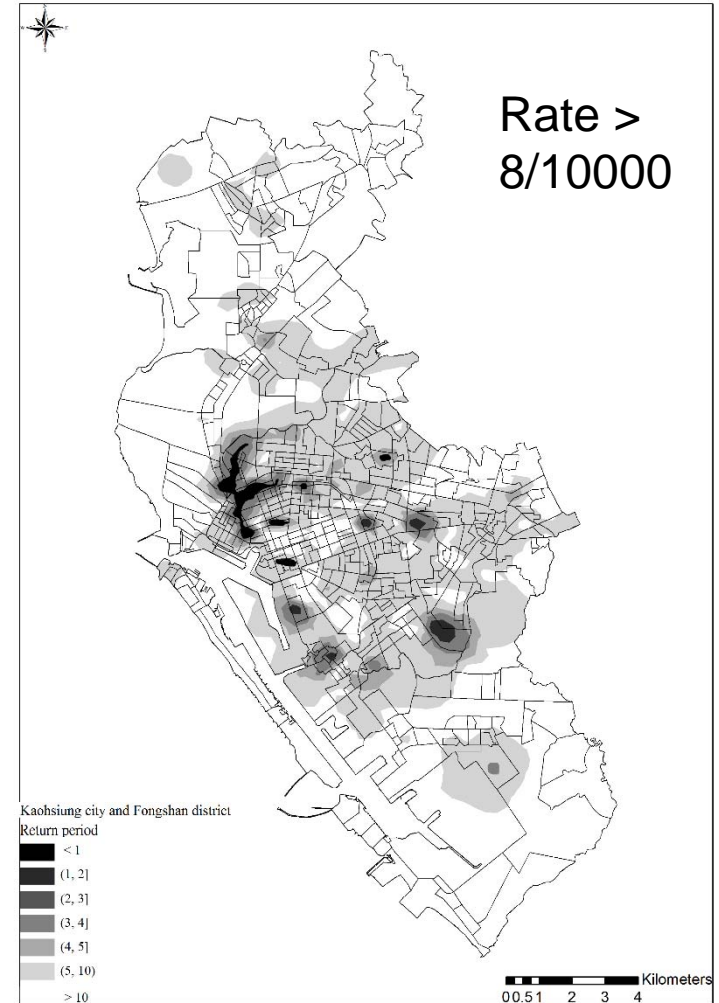 Rate >
8/10000
Kaohsiung city and Fongshan district
Return period
< 1
(1, 2]
(2, 3]
(3, 4]
(4, 5]
(5, 10)
> 10
Kilometers
0 0.5 1 2 3 4